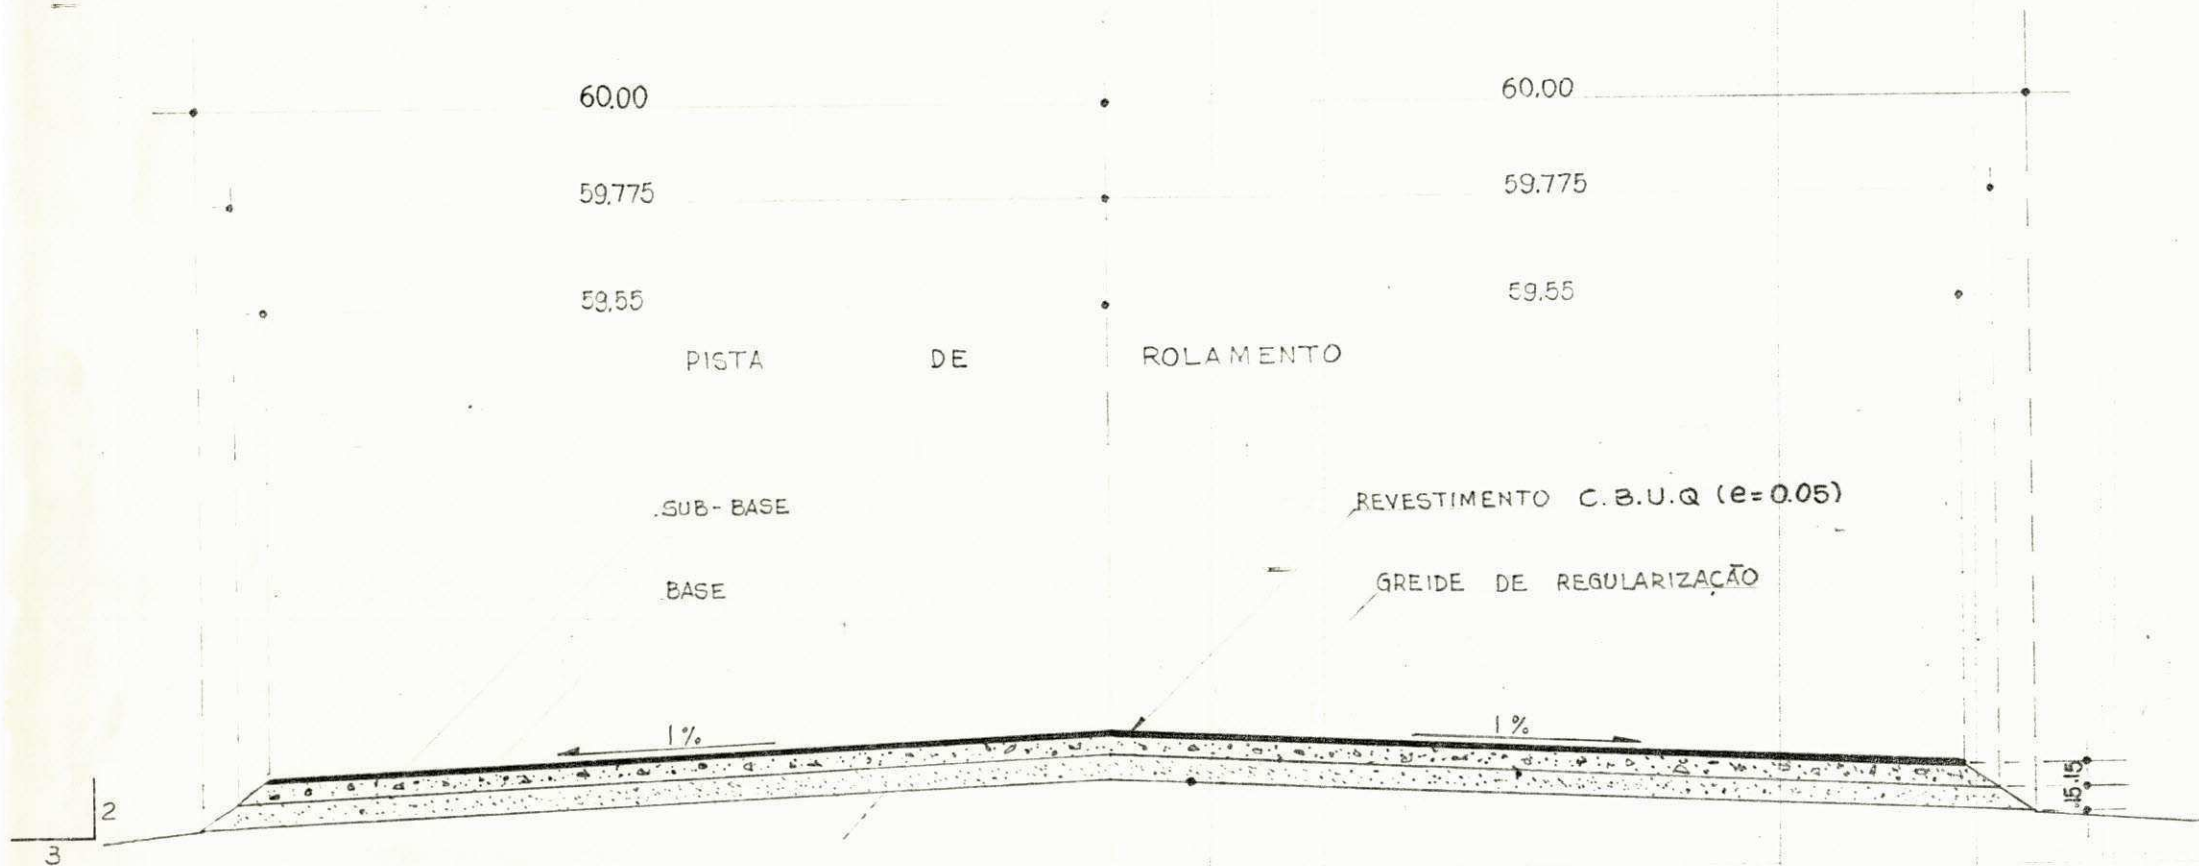 60.00 60.00
59.775 59.775
59.55 59.55
PISTA DE ROLAMENTO
SUB-BASE
REVESTIMENTO C.B.U.Q (e=0.05)
BASE
GREIDE DE REGULARIZAÇÃO
1% 1%
.15 .15
2
3